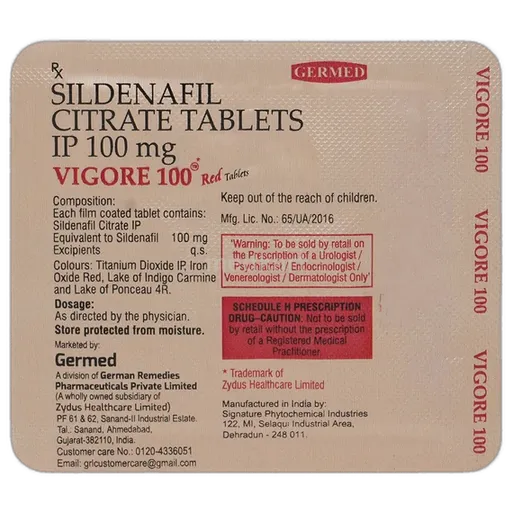 Rx
SILDENAFIL
CITRATE TABLETS
IP 100 mg
VIGORE 100* Red Tablets
Composition:
Each film coated tablet contains:
Sildenafil Citrate IP
Equivalent to Sildenafil 100 mg
Excipients q.s.
Colours: Titanium Dioxide IP, Iron
Oxide Red, Lake of Indigo Carmine
and Lake of Ponceau 4R.
Dosage:
As directed by the physician.
Store protected from moisture.
Marketed by:
Germed
A division of German Remedies
Pharmaceuticals Private Limited
(A wholly owned subsidiary of
Zydus Healthcare Limited)
PF 61 & 62, Sanand-II Industrial Estate.
Tal.: Sanand, Ahmedabad,
Gujarat-382110, India.
Customer care No.: 0120-4336051
Email: grlcustomercare@gmail.com
GERMED
Keep out of the reach of children.
Mfg. Lic. No.: 65/UA/2016
'Warning: To be sold by retail on
the Prescription of a Urologist /
Psychiatrist / Endocrinologist /
Venereologist / Dermatologist Only'
SCHEDULE H PRESCRIPTION
DRUG-CAUTION: Not to be sold
by retail without the prescription
of a Registered Medical
Practitioner.
* Trademark of
Zydus Healthcare Limited
Manufactured in India by:
Signature Phytochemical Industries
122, MI, Selaqui Industrial Area,
Dehradun - 248 011.
VIGORE 100
VIGORE 100
VIGORE 100